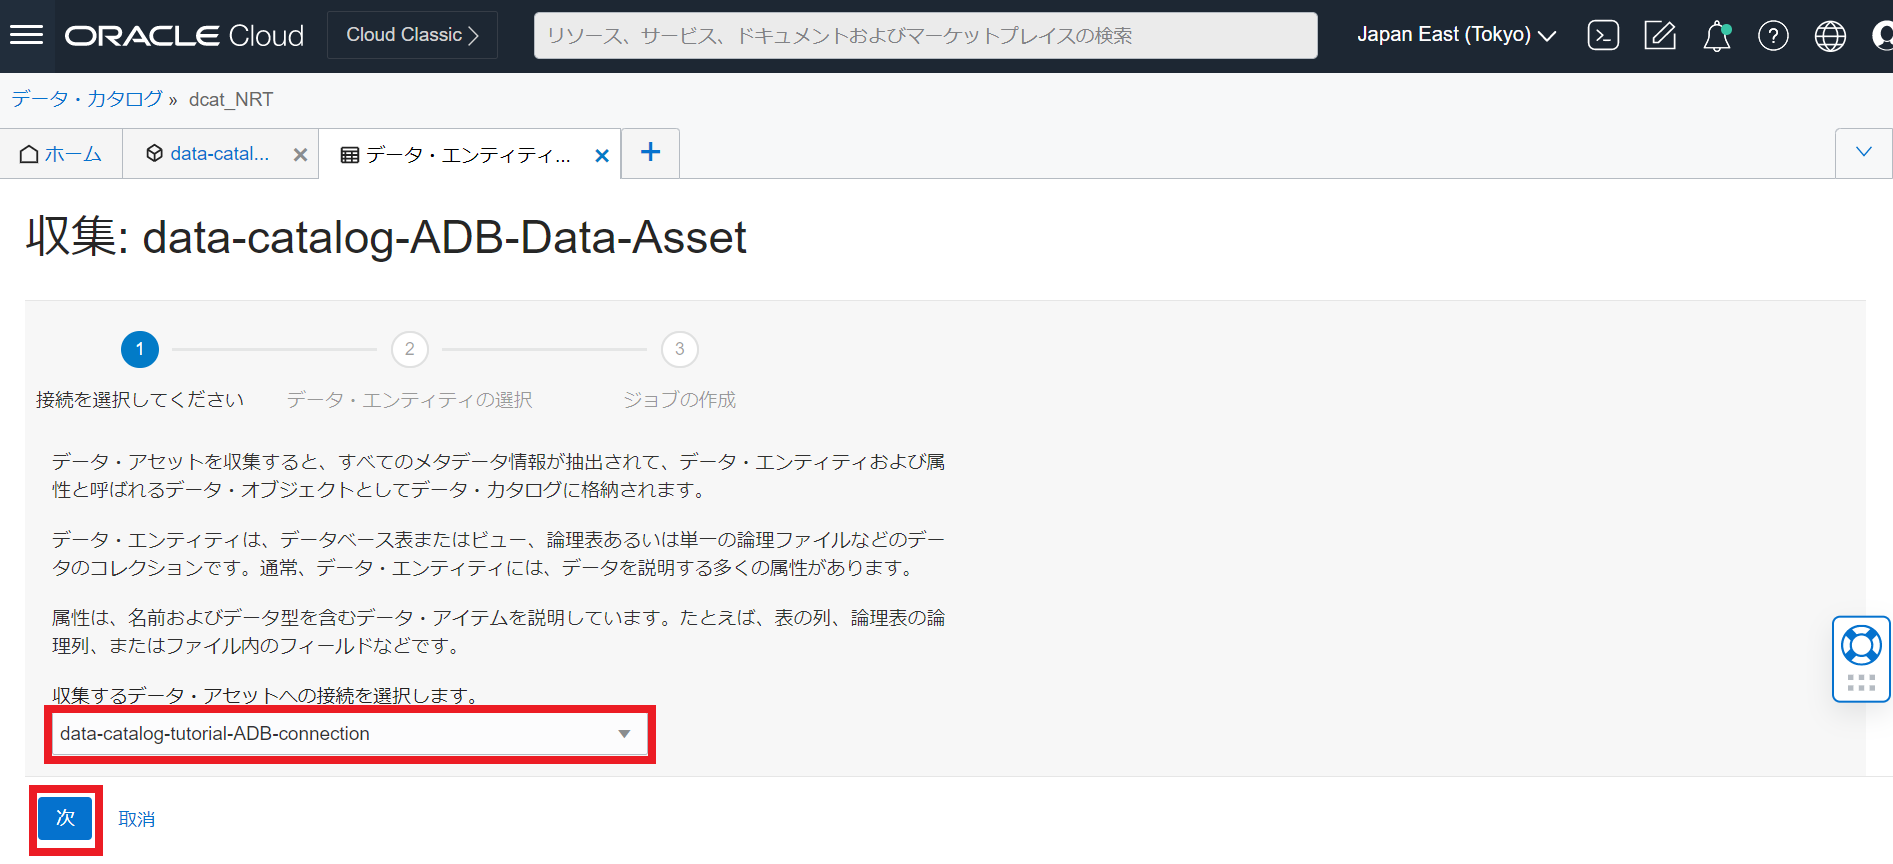 ORACLE Cloud
Cloud Classic
リソース、サービス、ドキュメントおよびマーケットプレイスの検索
Japan East (Tokyo)
データ・カタログ » dcat_NRT
ホーム
data-catal...
データ・エンティティ...
収集: data-catalog-ADB-Data-Asset
1
2
3
接続を選択してください
データ・エンティティの選択
ジョブの作成
データ・アセットを収集すると、すべてのメタデータ情報が抽出されて、データ・エンティティおよび属
性と呼ばれるデータ・オブジェクトとしてデータ・カタログに格納されます。
データ・エンティティは、データベース表またはビュー、論理表あるいは単一の論理ファイルなどのデー
タのコレクションです。通常、データ・エンティティには、データを説明する多くの属性があります。
属性は、名前およびデータ型を含むデータ・アイテムを説明しています。たとえば、表の列、論理表の論
理列、またはファイル内のフィールドなどです。
収集するデータ・アセットへの接続を選択します。
data-catalog-tutorial-ADB-connection
次
取消